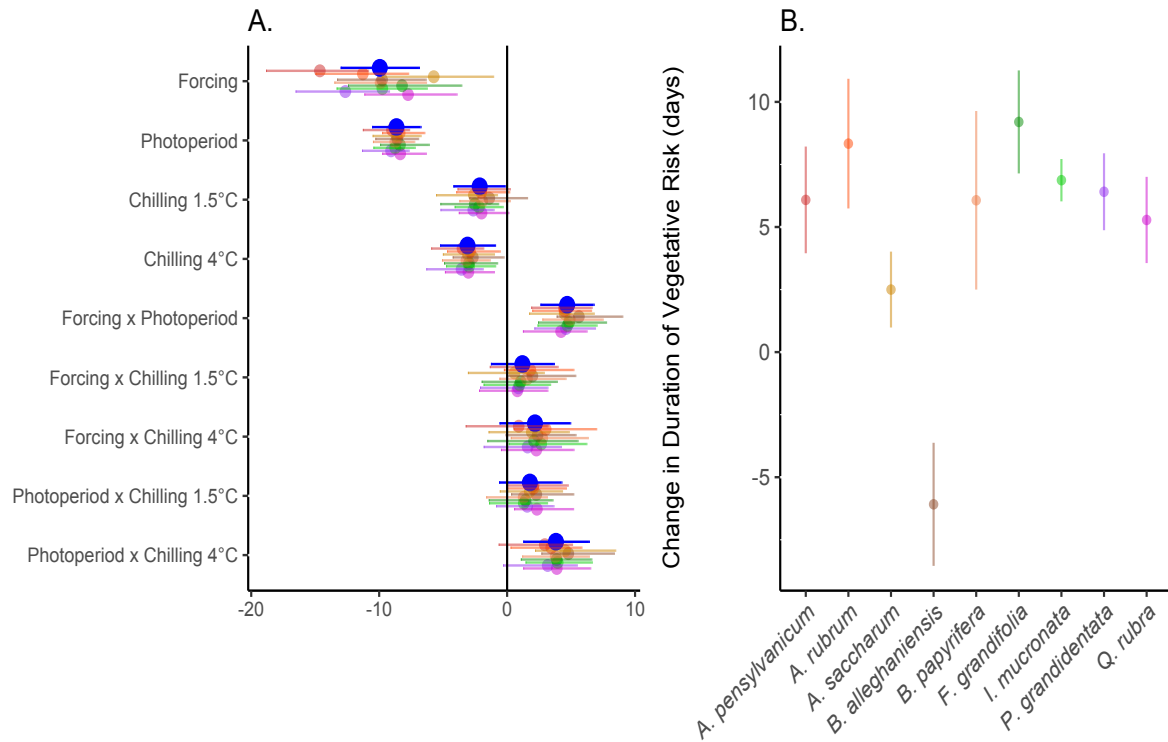 A.
Forcing
Photoperiod
Chilling 1.5°C
Chilling 4°C
Forcing x Photoperiod
Forcing x Chilling 1.5°C
Forcing x Chilling 4°C
Photoperiod x Chilling 1.5°C
Photoperiod x Chilling 4°C
-20
-10
0
10
B.
Change in Duration of Vegetative Risk (days)
10
5
0
-5
A. pensylvanicum
A. rubrum
A. saccharum
B. alleghaniensis
B. papyrifera
F. grandifolia
I. mucronata
P. grandidentata
Q. rubra